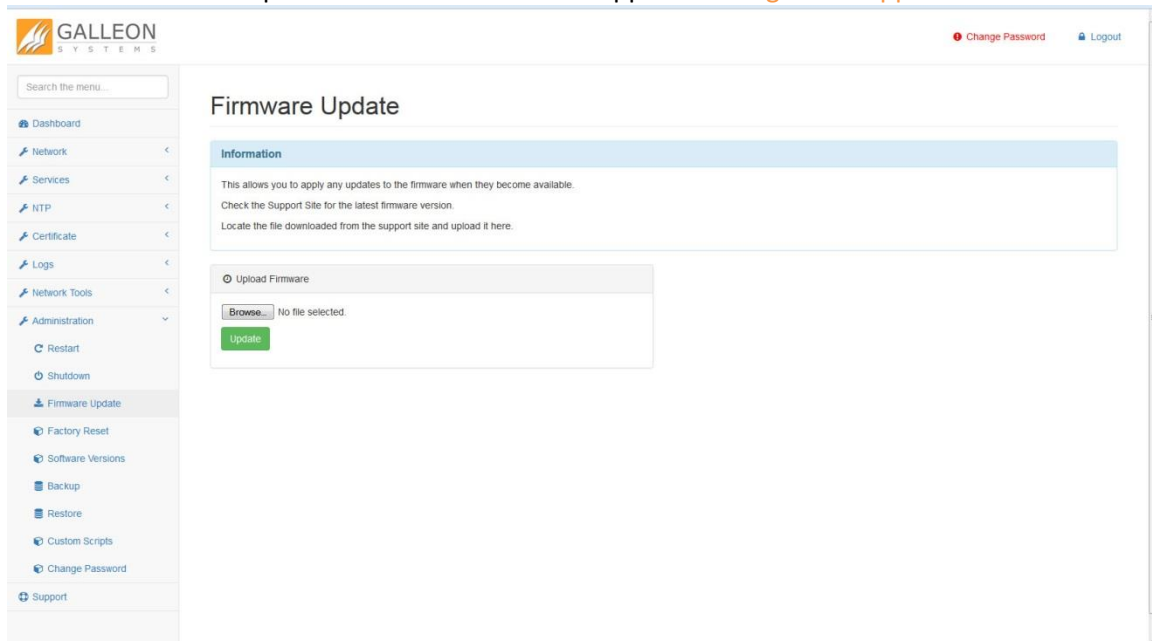 GALLEON
SYSTEMS
Change Password
Logout
Search the menu...
Dashboard
Network
Services
NTP
Certificate
Logs
Network Tools
Administration
Restart
Shutdown
Firmware Update
Factory Reset
Software Versions
Backup
Restore
Custom Scripts
Change Password
Support
Firmware Update
Information
This allows you to apply any updates to the firmware when they become available.
Check the Support Site for the latest firmware version.
Locate the file downloaded from the support site and upload it here.
Upload Firmware
Browse... No file selected.
Update